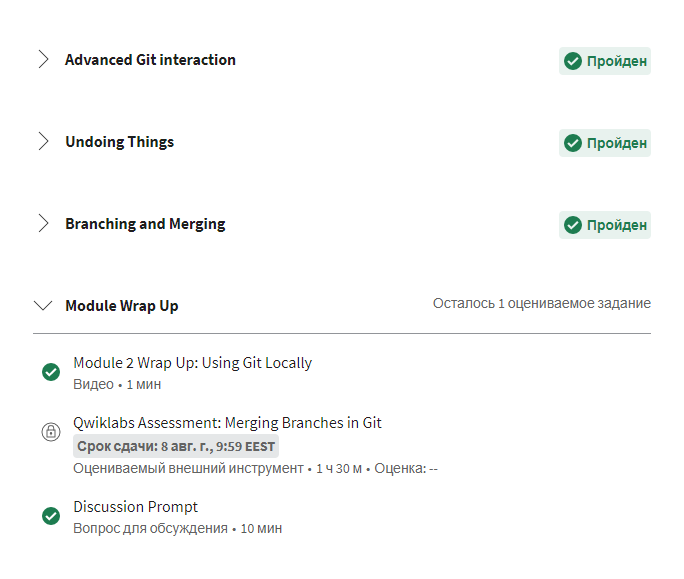 Advanced Git interaction
Пройден
Undoing Things
Пройден
Branching and Merging
Пройден
Module Wrap Up
Осталось 1 оцениваемое задание
Module 2 Wrap Up: Using Git Locally
Видео • 1 мин
Qwiklabs Assessment: Merging Branches in Git
Срок сдачи: 8 авг. г., 9:59 EEST
Оцениваемый внешний инструмент • 1 ч 30 м • Оценка: --
Discussion Prompt
Вопрос для обсуждения • 10 мин